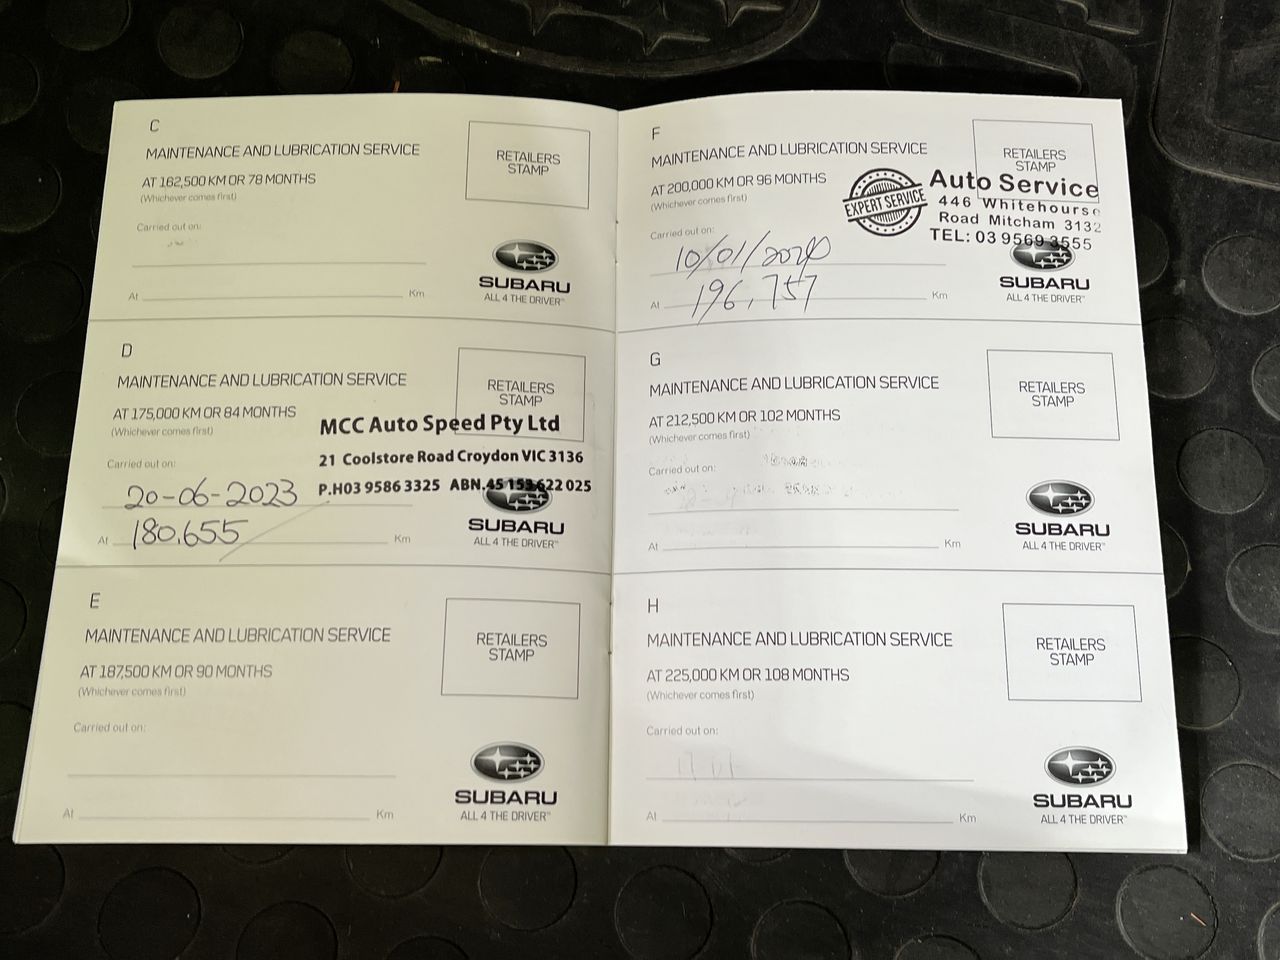 C
MAINTENANCE AND LUBRICATION SERVICE
AT 162,500 KM OR 78 MONTHS
(Whichever comes first)
Carried out on:
At Km
RETAILERS
STAMP
SUBARU
ALL 4 THE DRIVER™
D
MAINTENANCE AND LUBRICATION SERVICE
AT 175,000 KM OR 84 MONTHS
(Whichever comes first)
Carried out on:
20-06-2023
At 180.655 Km
RETAILERS
STAMP
MCC Auto Speed Pty Ltd
21 Coolstore Road Croydon VIC 3136
P.H03 9586 3325 ABN.45 153 622 025
SUBARU
ALL 4 THE DRIVER™
E
MAINTENANCE AND LUBRICATION SERVICE
AT 187,500 KM OR 90 MONTHS
(Whichever comes first)
Carried out on:
At Km
RETAILERS
STAMP
SUBARU
ALL 4 THE DRIVER™
F
MAINTENANCE AND LUBRICATION SERVICE
AT 200,000 KM OR 96 MONTHS
(Whichever comes first)
Carried out on:
10/01/2024
At 196,757 Km
RETAILERS
STAMP
EXPERT SERVICE
Auto Service
446 Whitehourse
Road Mitcham 3132
TEL: 03 9569 3555
SUBARU
ALL 4 THE DRIVER™
G
MAINTENANCE AND LUBRICATION SERVICE
AT 212,500 KM OR 102 MONTHS
(Whichever comes first)
Carried out on:
At Km
RETAILERS
STAMP
SUBARU
ALL 4 THE DRIVER™
H
MAINTENANCE AND LUBRICATION SERVICE
AT 225,000 KM OR 108 MONTHS
(Whichever comes first)
Carried out on:
At Km
RETAILERS
STAMP
SUBARU
ALL 4 THE DRIVER™